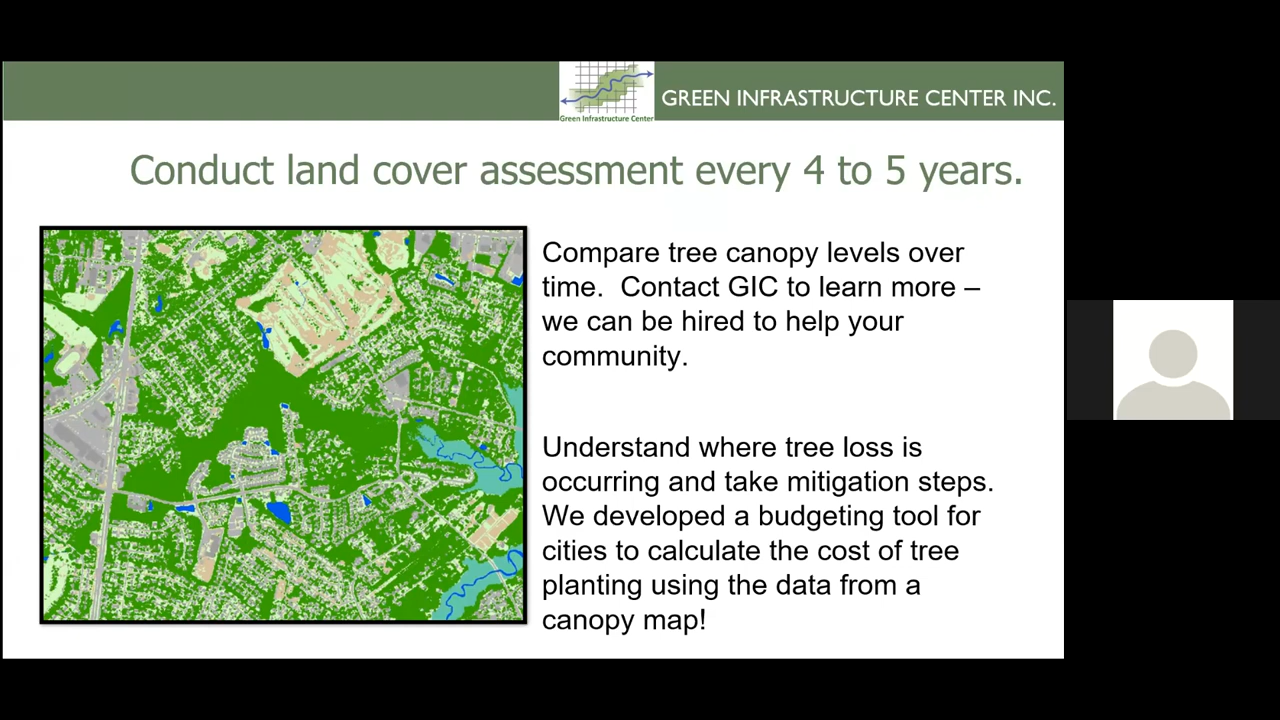 Green Infrastructure Center
GREEN INFRASTRUCTURE CENTER INC.
Conduct land cover assessment every 4 to 5 years.
Compare tree canopy levels over
time.  Contact GIC to learn more –
we can be hired to help your
community.
Understand where tree loss is
occurring and take mitigation steps.
We developed a budgeting tool for
cities to calculate the cost of tree
planting using the data from a
canopy map!